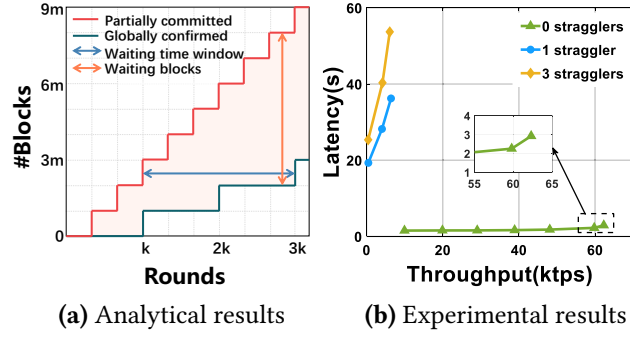 9m
6m
3m
0
#Blocks
Partially committed
Globally confirmed
Waiting time window
Waiting blocks
k
2k
3k
Rounds
(a) Analytical results
60
40
20
0
Latency(s)
0 stragglers
1 straggler
3 stragglers
4
3
2
1
55
60
65
0
20
40
60
Throughput(ktps)
(b) Experimental results